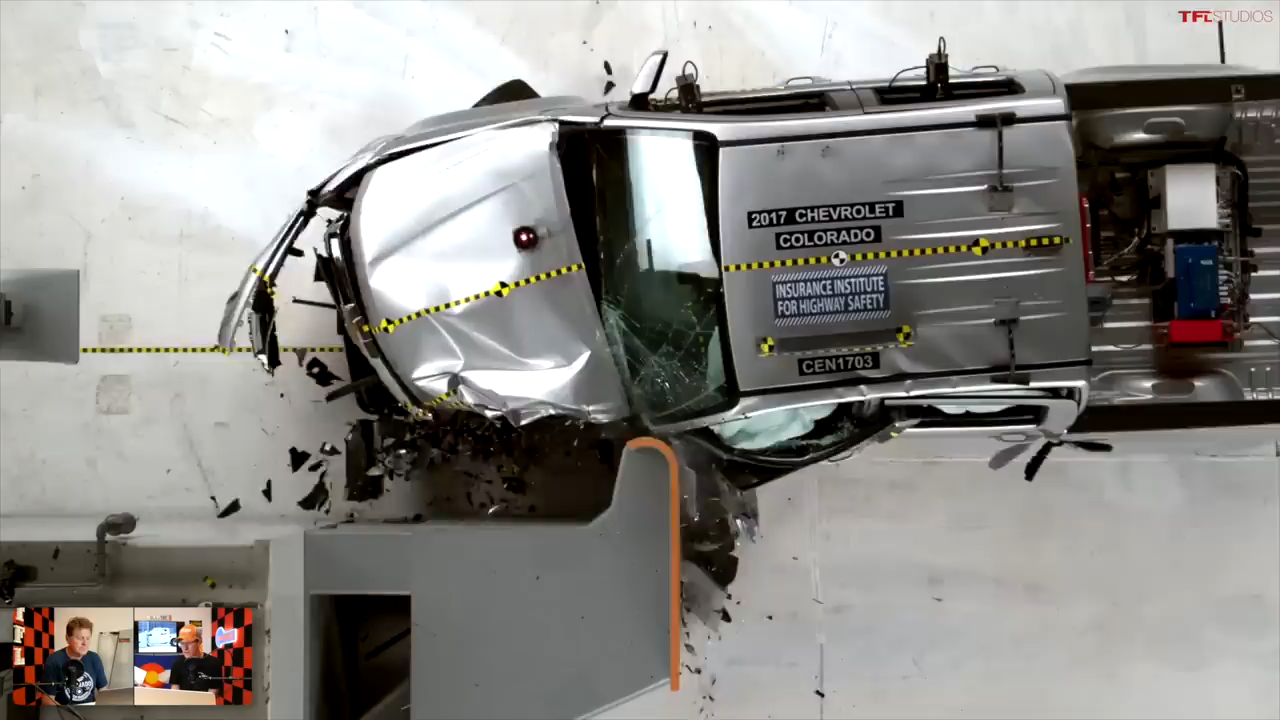 TFLSTUDIOS
2017 CHEVROLET
COLORADO
INSURANCE INSTITUTE
FOR HIGHWAY SAFETY
CEN1703